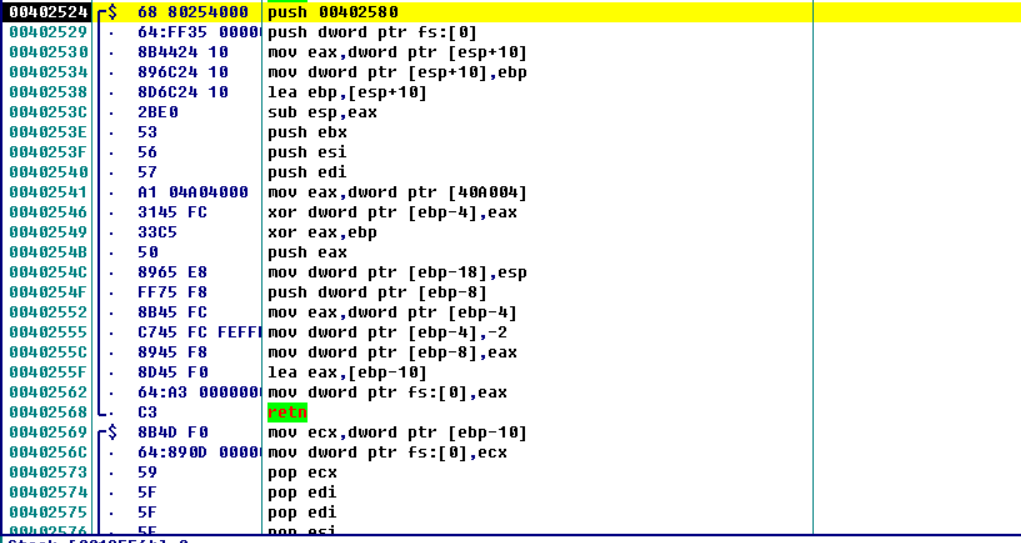 00402524 $ 68 80254000 push 00402580
00402529 . 64:FF35 0000 push dword ptr fs:[0]
00402530 . 8B4424 10 mov eax,dword ptr [esp+10]
00402534 . 896C24 10 mov dword ptr [esp+10],ebp
00402538 . 8D6C24 10 lea ebp,[esp+10]
0040253C . 2BE0 sub esp,eax
0040253E . 53 push ebx
0040253F . 56 push esi
00402540 . 57 push edi
00402541 . A1 04A04000 mov eax,dword ptr [40A004]
00402546 . 3145 FC xor dword ptr [ebp-4],eax
00402549 . 33C5 xor eax,ebp
0040254B . 50 push eax
0040254C . 8965 E8 mov dword ptr [ebp-18],esp
0040254F . FF75 F8 push dword ptr [ebp-8]
00402552 . 8B45 FC mov eax,dword ptr [ebp-4]
00402555 . C745 FC FEFF mov dword ptr [ebp-4],-2
0040255C . 8945 F8 mov dword ptr [ebp-8],eax
0040255F . 8D45 F0 lea eax,[ebp-10]
00402562 . 64:A3 000000 mov dword ptr fs:[0],eax
00402568 . C3 retn
00402569 $ 8B4D F0 mov ecx,dword ptr [ebp-10]
0040256C . 64:890D 0000 mov dword ptr fs:[0],ecx
00402573 . 59 pop ecx
00402574 . 5F pop edi
00402575 . 5F pop edi
00402576 . 5E pop esi